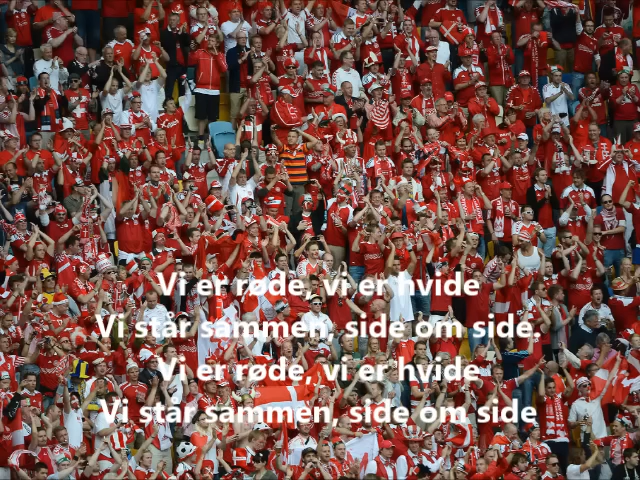 Vi er røde, vi er hvide
Vi står sammen, side om side.
Vi er røde, vi er hvide
Vi står sammen, side om side